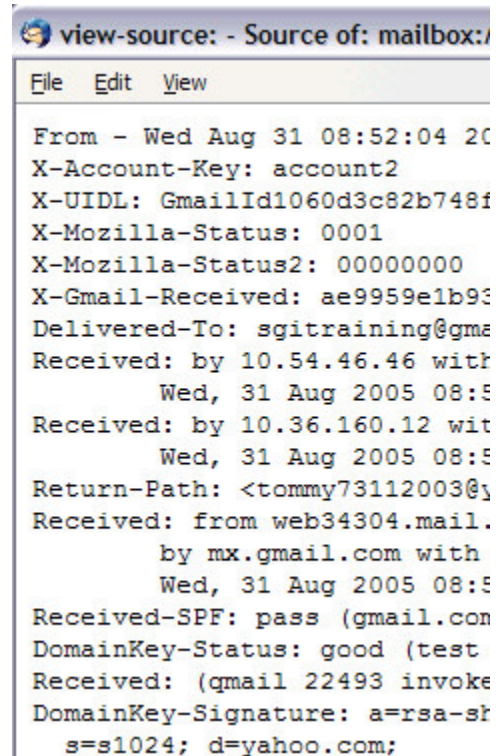 view-source: - Source of: mailbox:/
File Edit View
From - Wed Aug 31 08:52:04 20
X-Account-Key: account2
X-UIDL: GmailId1060d3c82b748f
X-Mozilla-Status: 0001
X-Mozilla-Status2: 00000000
X-Gmail-Received: ae9959e1b93
Delivered-To: sgitraining@gma
Received: by 10.54.46.46 with
Wed, 31 Aug 2005 08:5
Received: by 10.36.160.12 wit
Wed, 31 Aug 2005 08:5
Return-Path: <tommy73112003@y
Received: from web34304.mail.
by mx.gmail.com with
Wed, 31 Aug 2005 08:5
Received-SPF: pass (gmail.com
DomainKey-Status: good (test
Received: (qmail 22493 invoke
DomainKey-Signature: a=rsa-sh
s=s1024; d=yahoo.com;